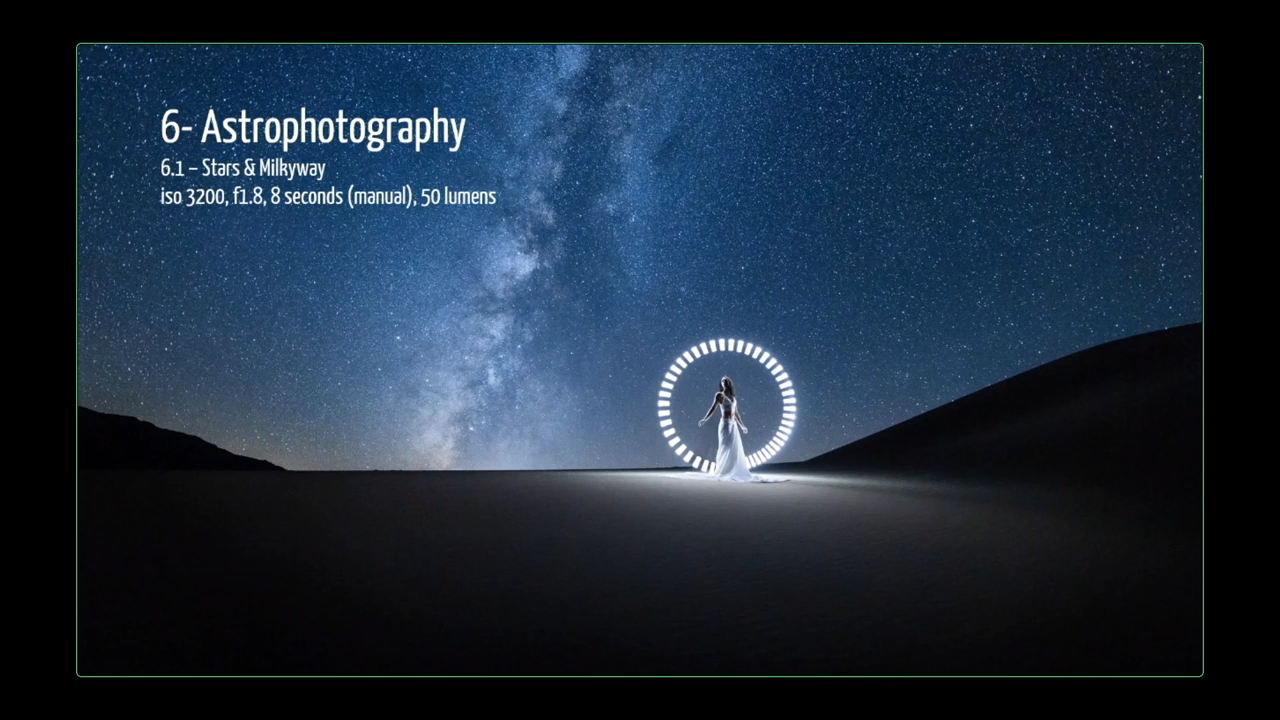 6- Astrophotography
6.1 – Stars & Milkyway
iso 3200, f1.8, 8 seconds (manual), 50 lumens